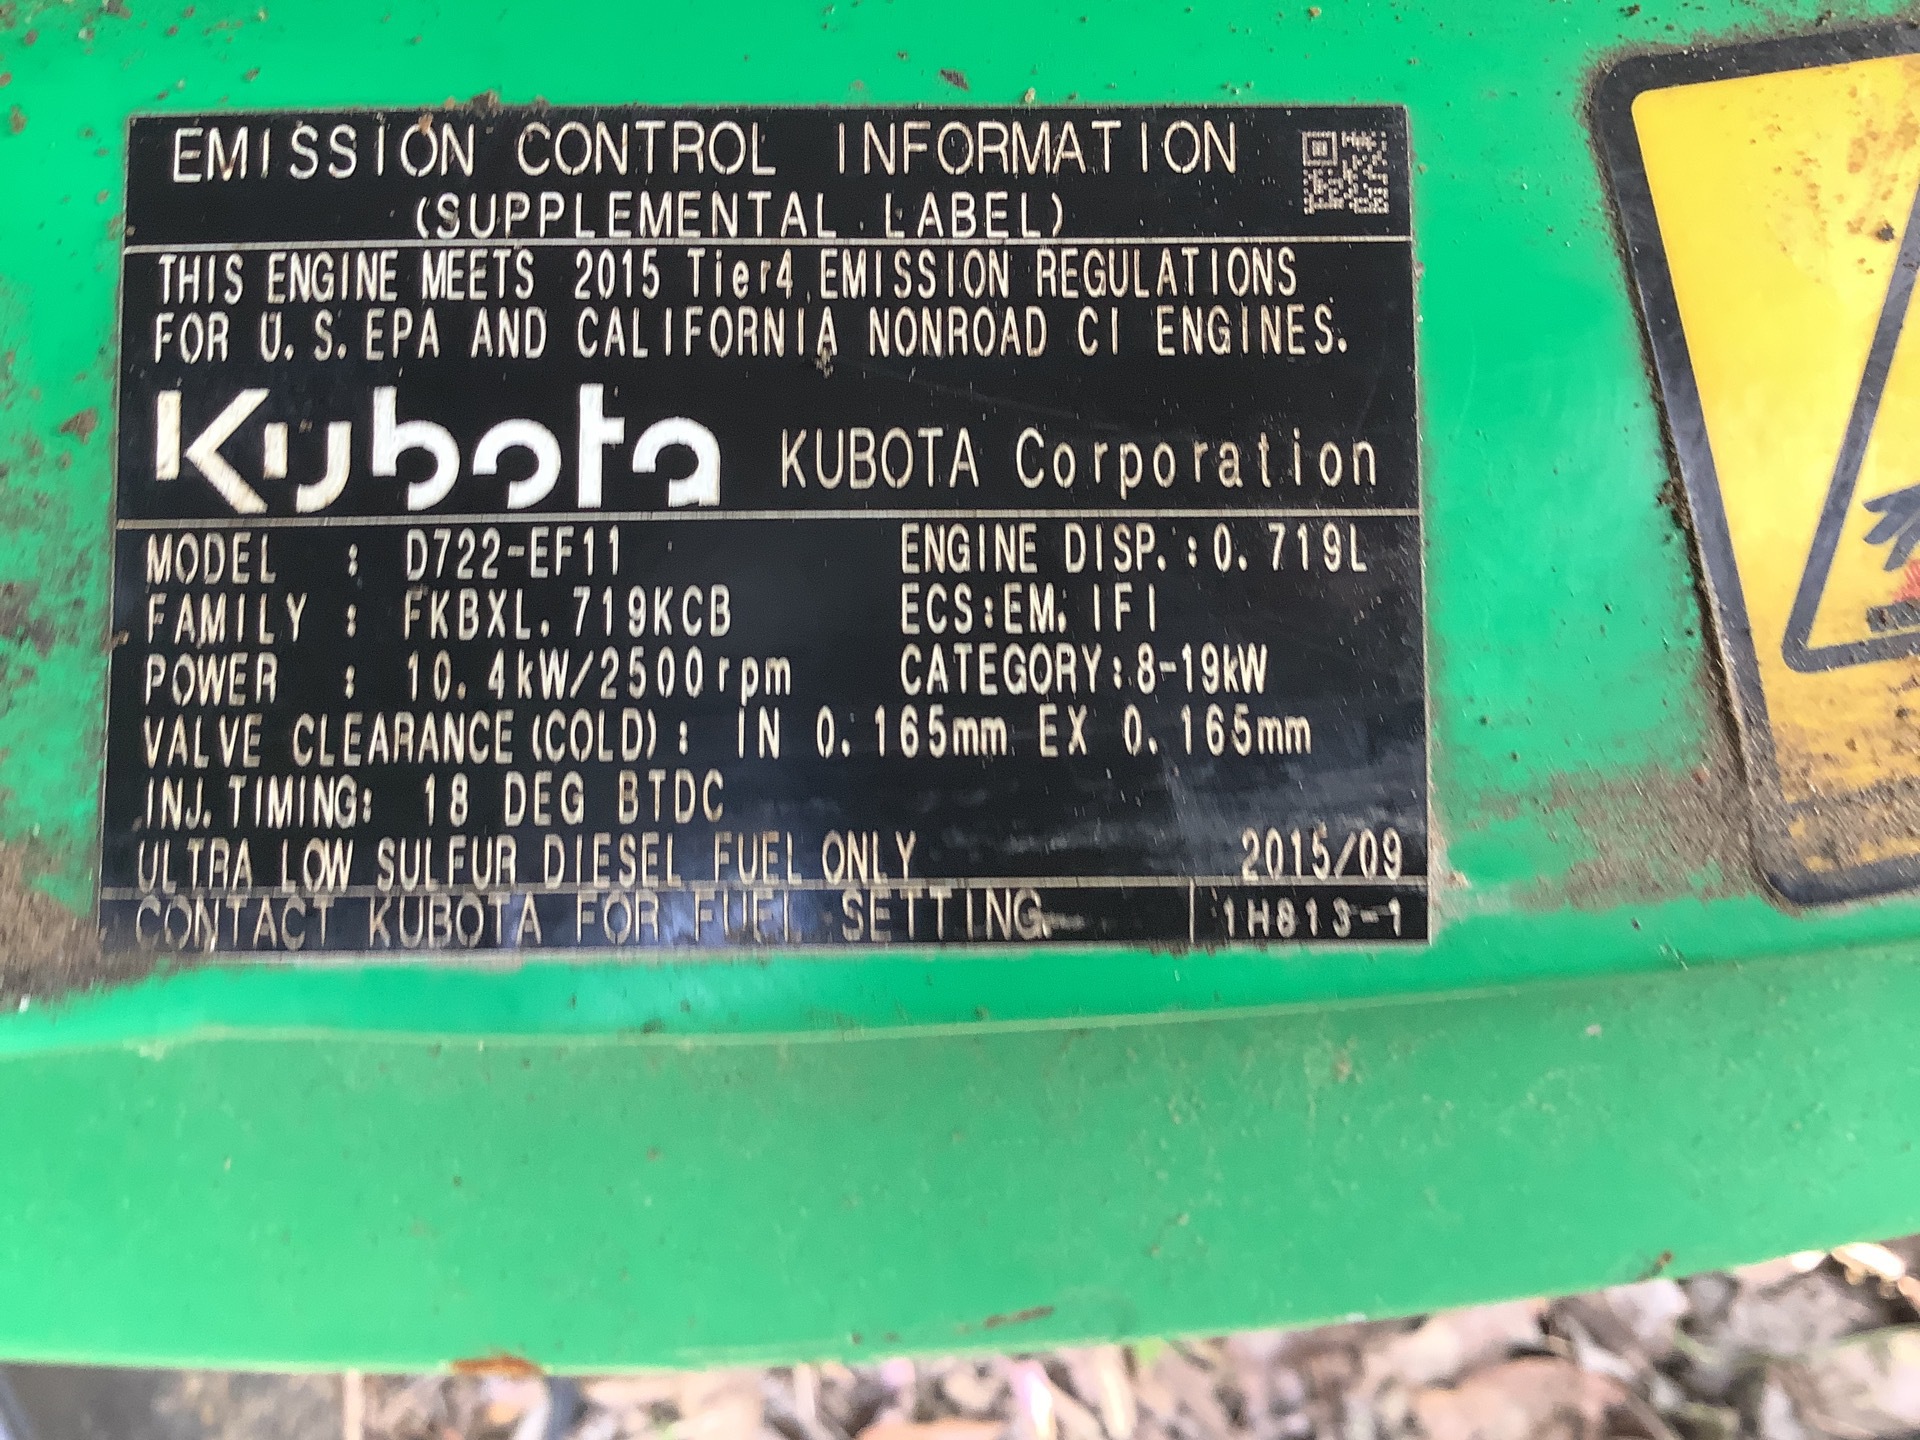 EMISSION CONTROL INFORMATION
(SUPPLEMENTAL LABEL)
THIS ENGINE MEETS 2015 Tier4 EMISSION REGULATIONS
FOR U.S.EPA AND CALIFORNIA NONROAD CI ENGINES.
Kubota KUBOTA Corporation
MODEL : D722-EF11 ENGINE DISP.:0.719L
FAMILY : FKBXL.719KCB ECS:EM.IFI
POWER : 10.4kW/2500rpm CATEGORY:8-19kW
VALVE CLEARANCE(COLD): IN 0.165mm EX 0.165mm
INJ.TIMING: 18 DEG BTDC
ULTRA LOW SULFUR DIESEL FUEL ONLY 2015/09
CONTACT KUBOTA FOR FUEL SETTING. 1H813-1